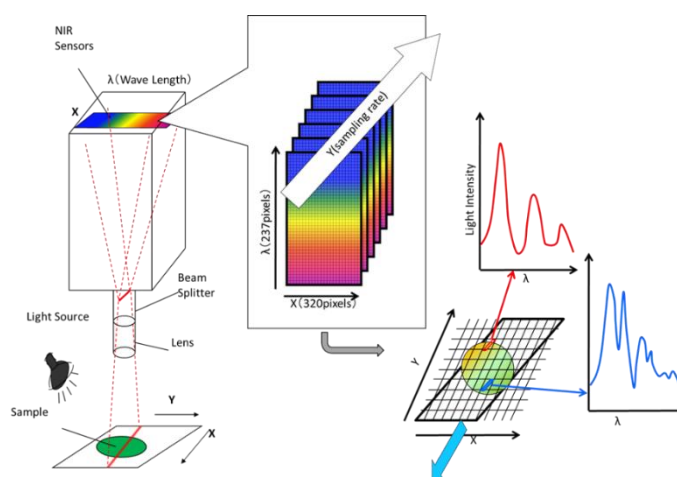 NIR
Sensors
λ(Wave Length)
X
Y(sampling rate)
λ(237pixels)
X(320pixels)
Beam
Splitter
Light Source
Lens
Sample
Y
X
Light Intensity
λ
λ
Y
X